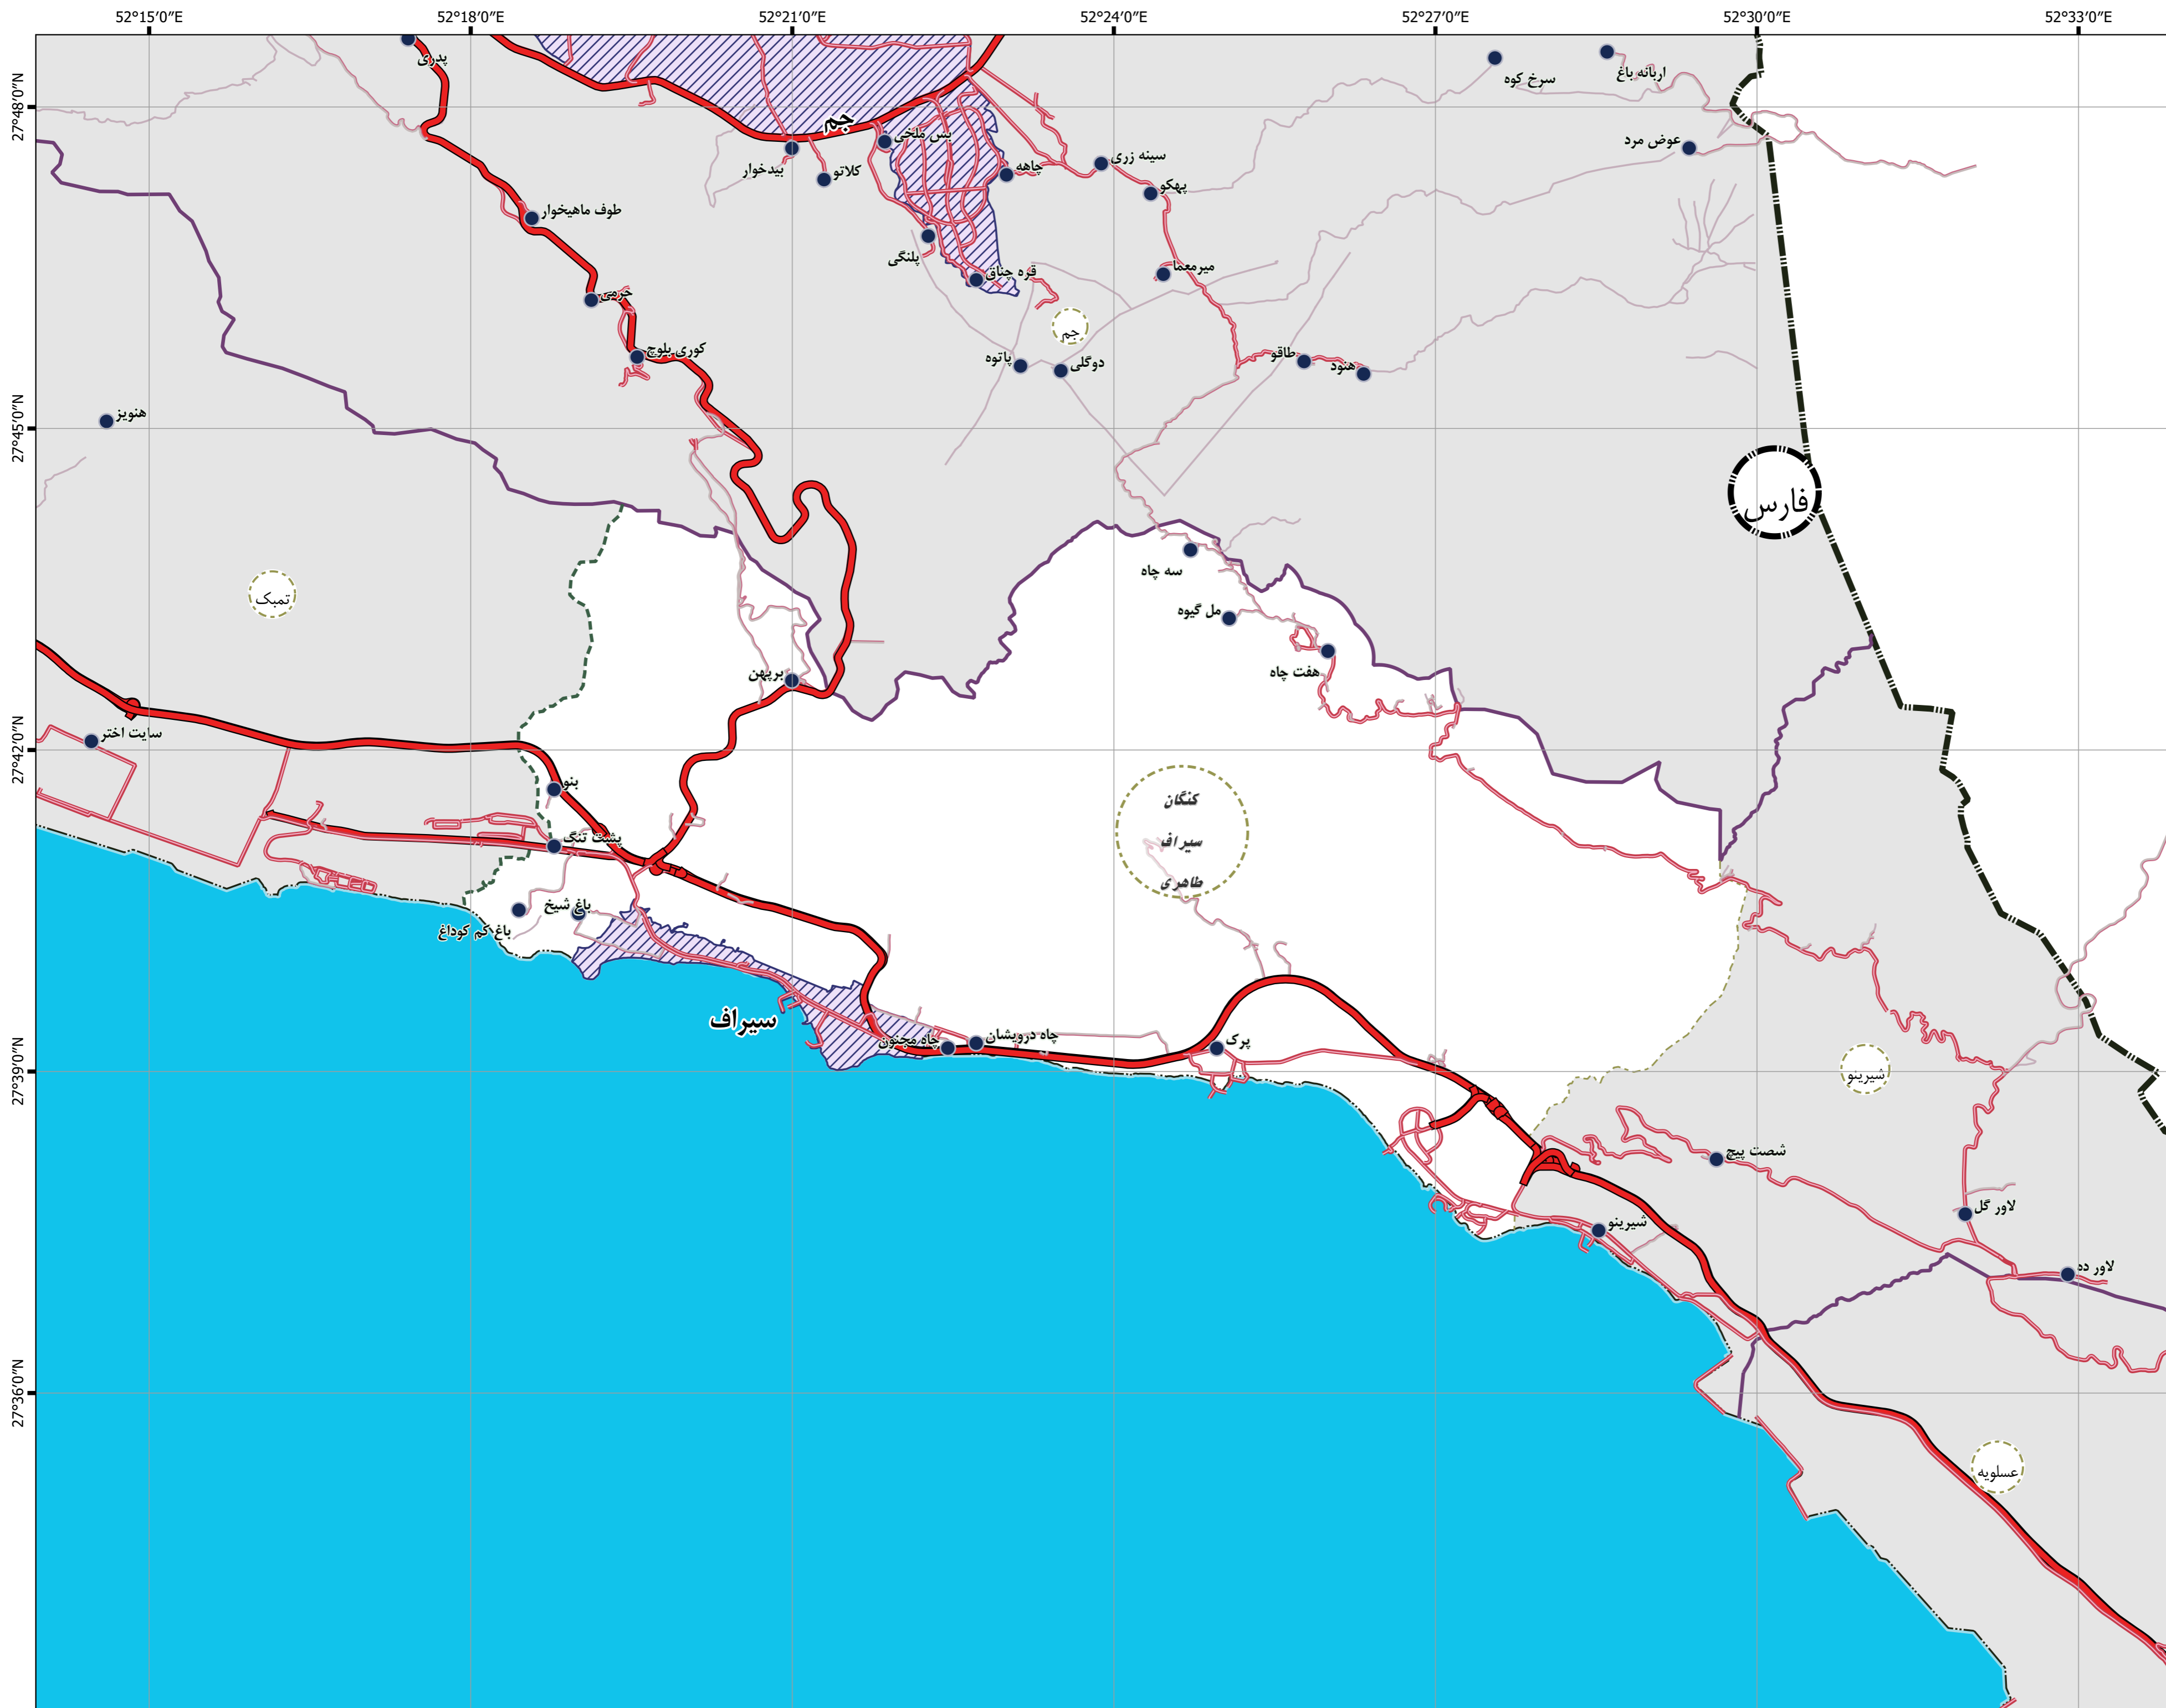 52°15'0"E
52°18'0"E
52°21'0"E
52°24'0"E
52°27'0"E
52°30'0"E
52°33'0"E
27°48'0"N
27°45'0"N
27°42'0"N
27°39'0"N
27°36'0"N
پدری
سرخ کوه
اربانه باغ
جم
بس ملخی
عوض مرد
بیدخوار
کلاتو
چاهه
سینه زری
پهکو
طوف ماهیخوار
پلنگی
قره چناق
میرمعما
حرمی
جم
کوری بلوچ
پاتوه
دوگلی
طاقو
هنود
هنویز
فارس
سه چاه
تمبک
مل گیوه
هفت چاه
برپهن
سایت اختر
بنو
کنگان
سیراف
طاهری
پشت تنگ
باغ شیخ
باغ کم کوداغ
سیراف
چاه مجنون
چاه درویشان
پرک
شیرینو
شصت پیچ
لاور گل
شیرینو
لاور ده
عسلویه